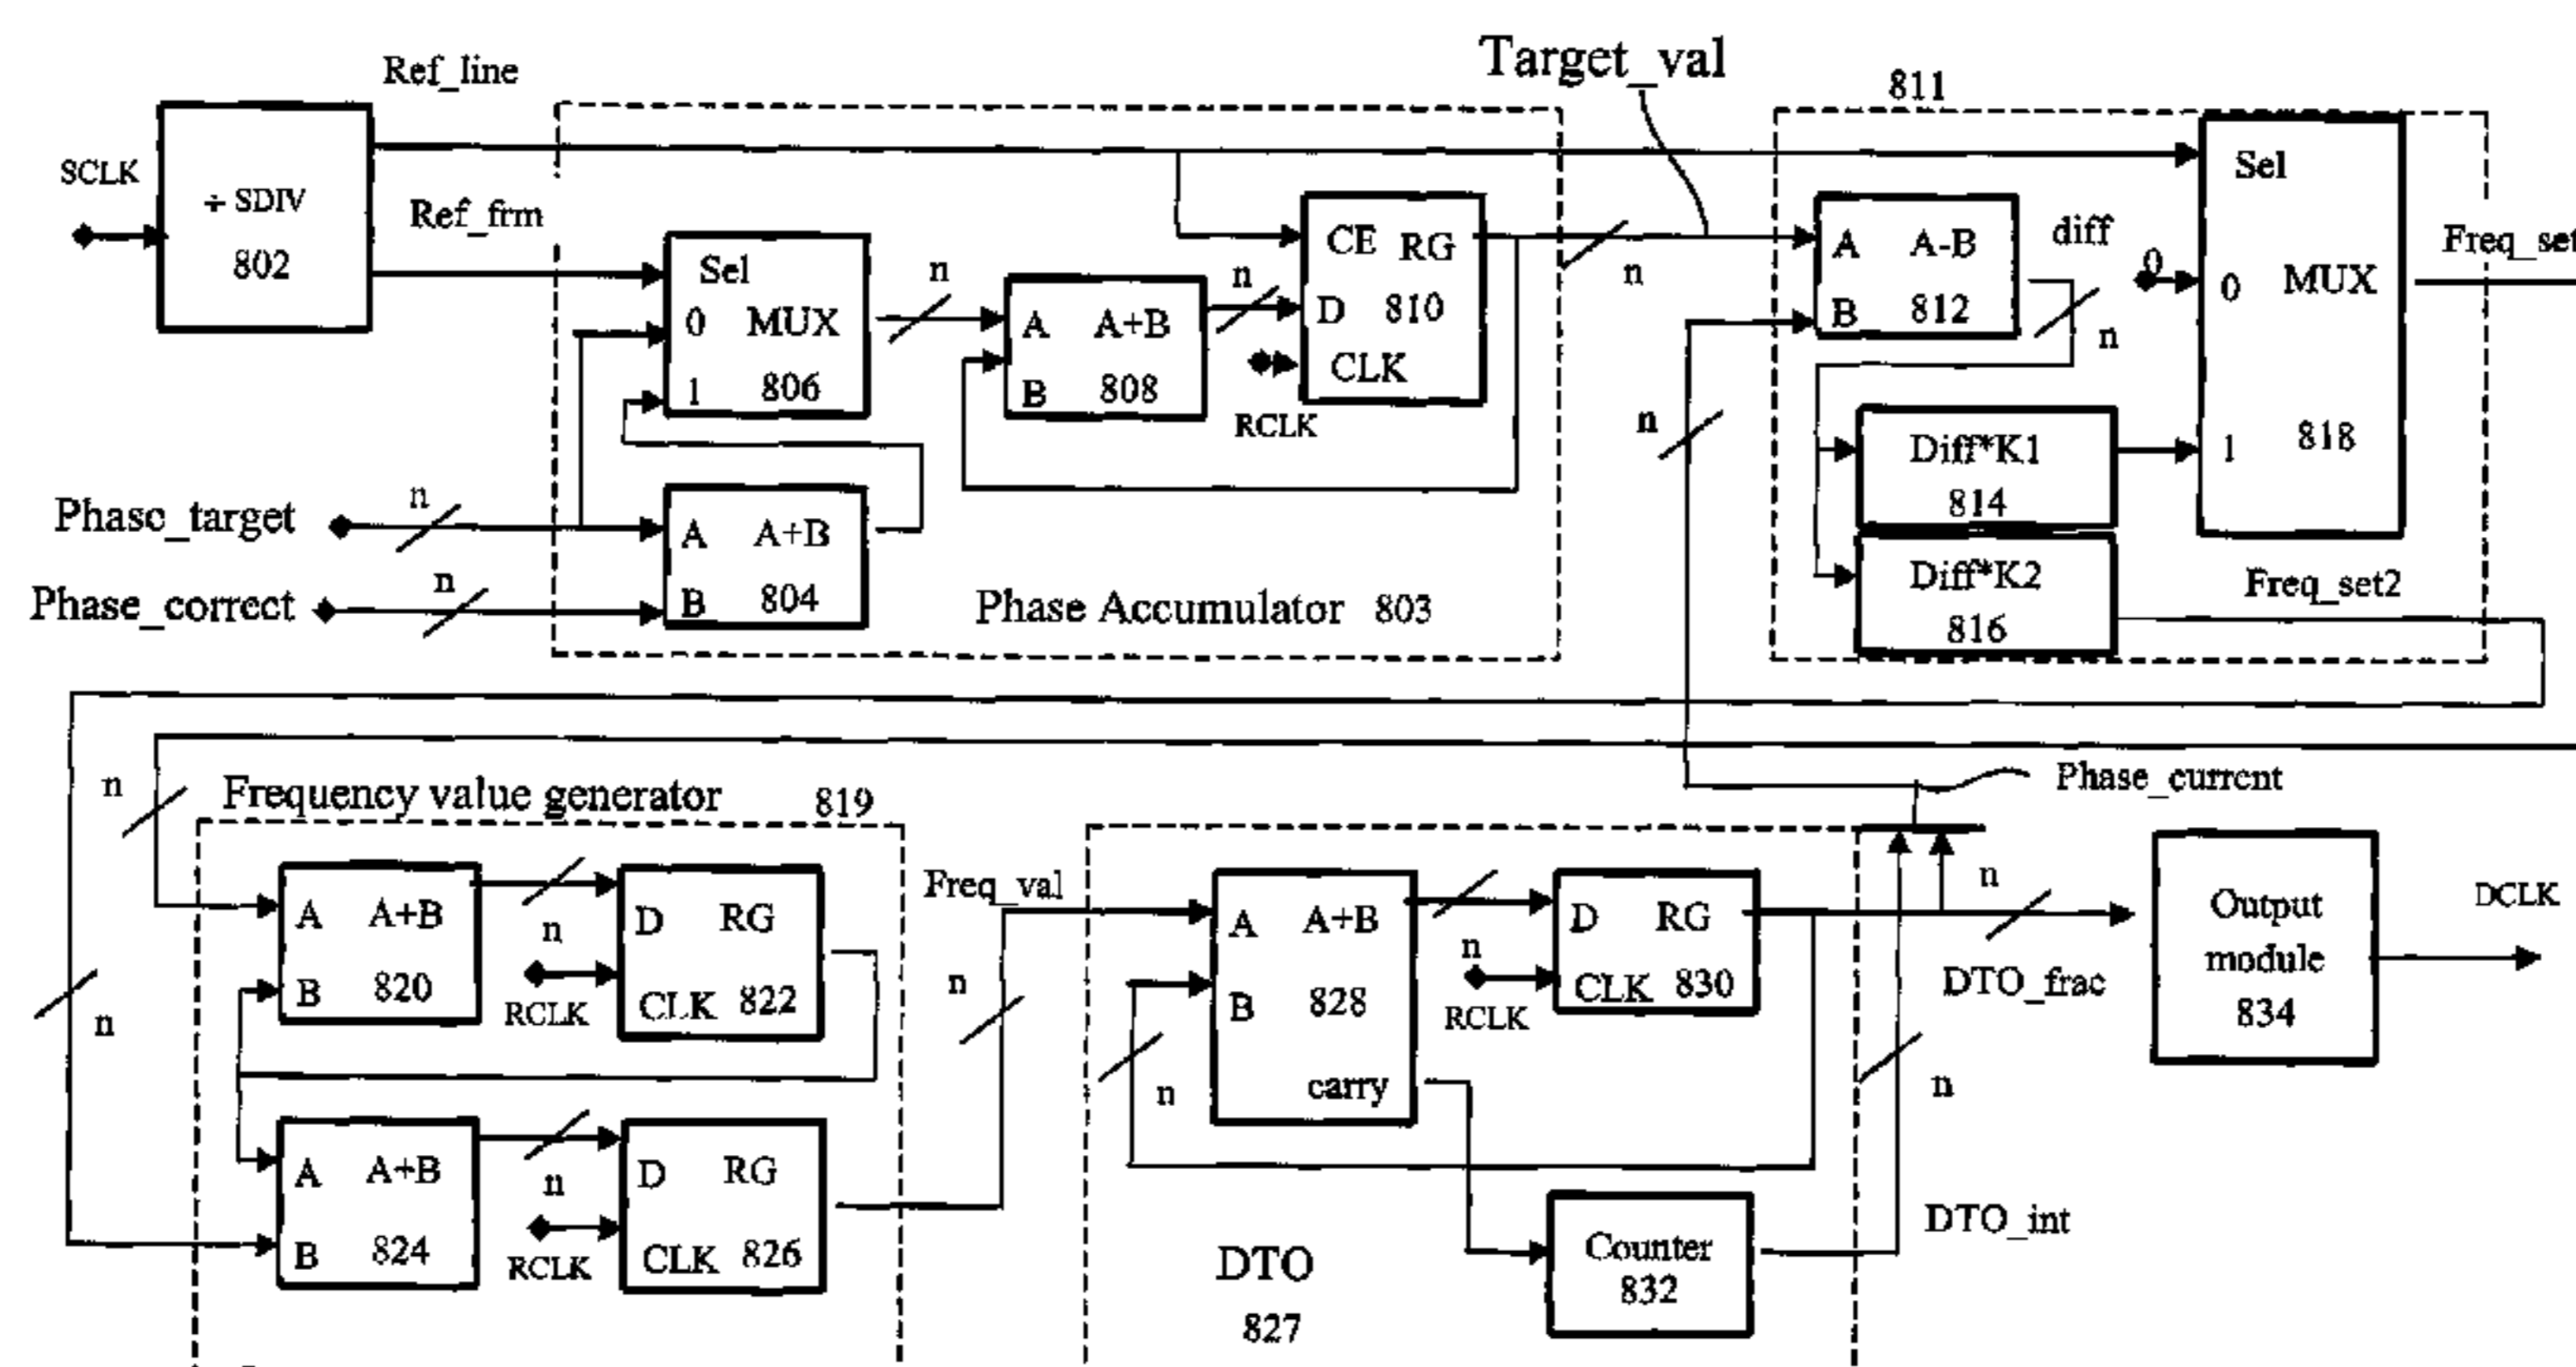 Ref_line
Target_val
811
SCLK
÷ SDIV
802
Ref_frm
Sel
0 MUX
1 806
n
A A+B
B 808
n
CE RG
D 810
CLK
RCLK
n
A A-B
B 812
diff
n
0
Sel
0 MUX
1 818
Freq_set
n
Diff*K1
814
Diff*K2
816
Freq_set2
Phase_target
n
Phase_correct
n
A A+B
B 804
Phase Accumulator 803
n
n
Frequency value generator 819
A A+B
B 820
n
RCLK
D RG
CLK 822
A A+B
B 824
n
RCLK
D RG
CLK 826
Freq_val
n
Phase_current
A A+B
B 828
carry
n
n
RCLK
D RG
CLK 830
n
DTO_frac
n
Output
module
834
DCLK
DTO_int
Counter
832
DTO
827